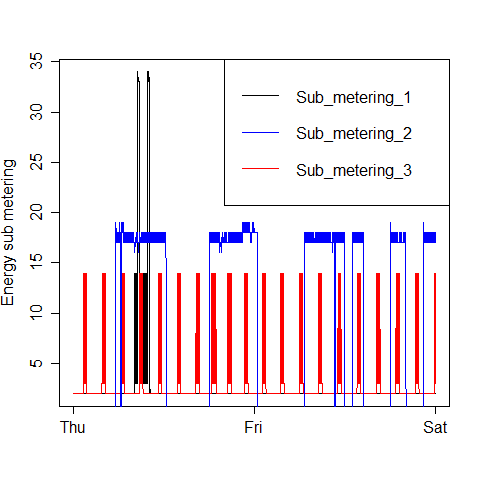 Energy sub metering
35
30
25
20
15
10
5
Sub_metering_1
Sub_metering_2
Sub_metering_3
Thu Fri Sat